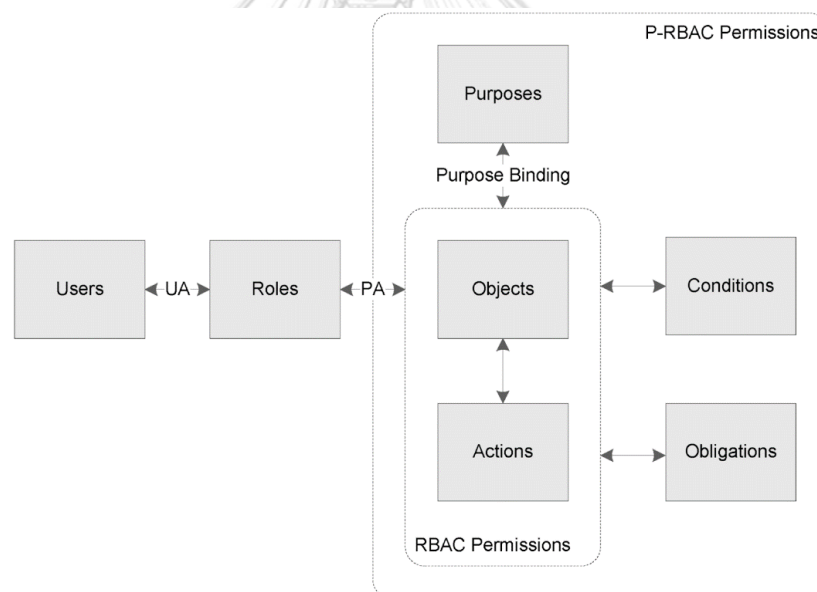 P-RBAC Permissions
Purposes
Purpose Binding
Users
UA
Roles
PA
Objects
Conditions
Actions
Obligations
RBAC Permissions